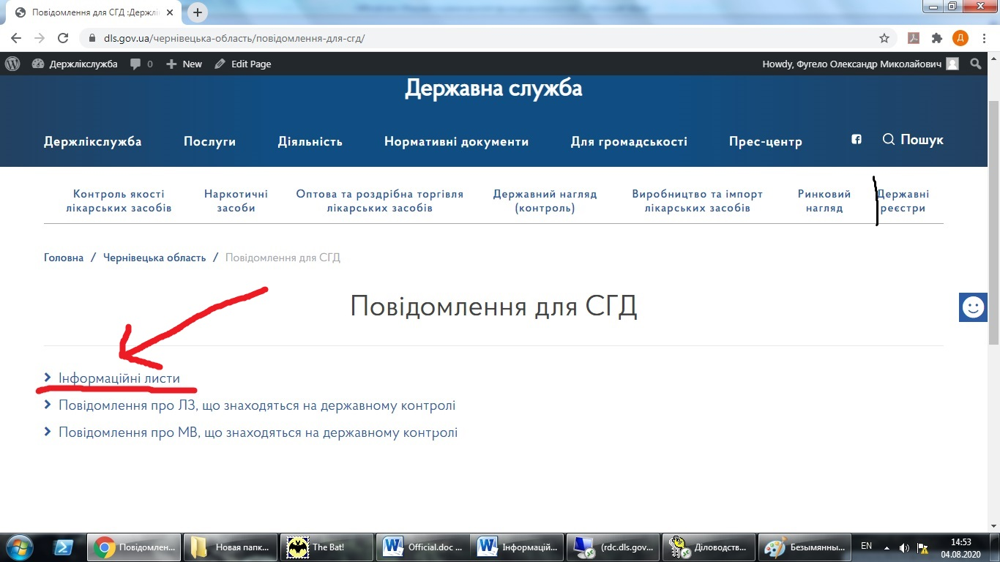 Повідомлення для СГД :Держлік
dls.gov.ua/чернівецька-область/повідомлення-для-сгд/
Д
Держлікслужба 0 New Edit Page Howdy, Фугело Олександр Миколайович
Державна служба
Держлікслужба Послуги Діяльність Нормативні документи Для громадськості Прес-центр Пошук
Контроль якості лікарських засобів
Наркотичні засоби
Оптова та роздрібна торгівля лікарських засобів
Державний нагляд (контроль)
Виробництво та імпорт лікарських засобів
Ринковий нагляд
Державні реєстри
Головна / Чернівецька область / Повідомлення для СГД
Повідомлення для СГД
Інформаційні листи
Повідомлення про ЛЗ, що знаходяться на державному контролі
Повідомлення про МВ, що знаходяться на державному контролі
Повідомлен... Новая папк... The Bat! Official.doc ... Інформацій... (rdc.dls.gov... Діловодств... Безымянны... EN 14:53
04.08.2020